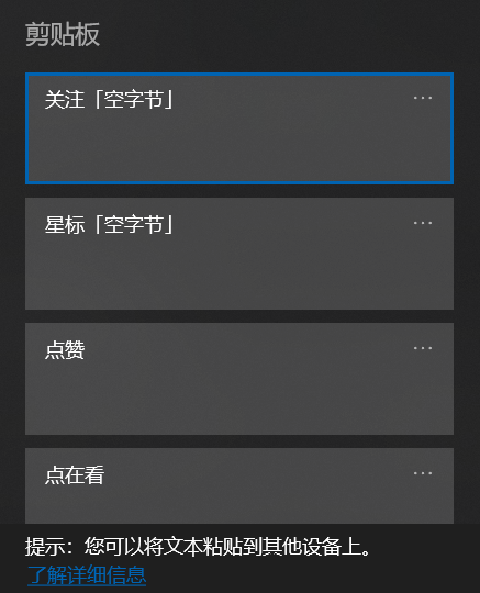 剪贴板
关注「空字节」
星标「空字节」
点赞
点在看
提示：您可以将文本粘贴到其他设备上。
了解详细信息